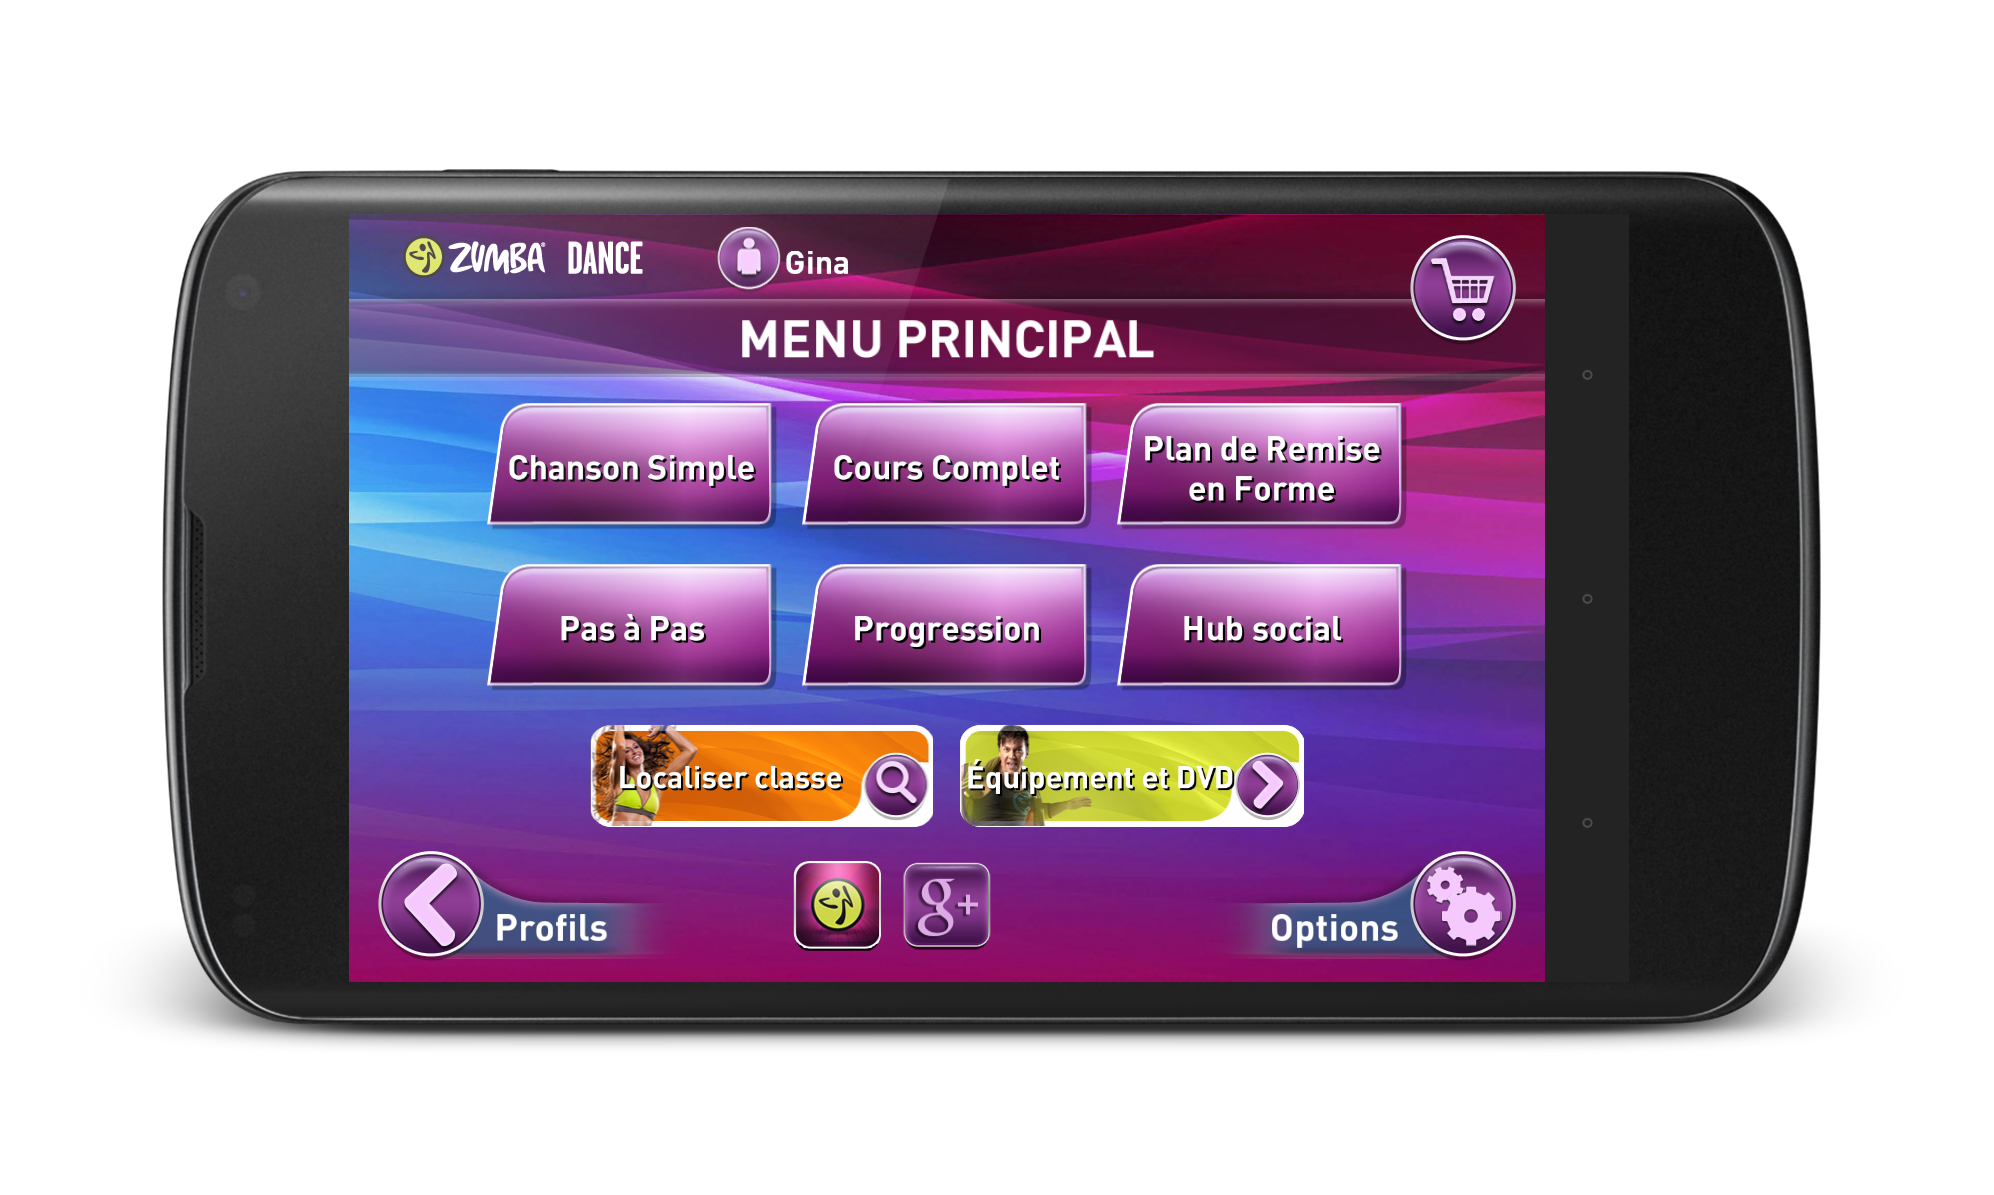 ZUMBA® DANCE
Gina
MENU PRINCIPAL
Chanson Simple
Cours Complet
Plan de Remise
en Forme
Pas à Pas
Progression
Hub social
Localiser classe
Équipement et DVD
Profils
g+
Options